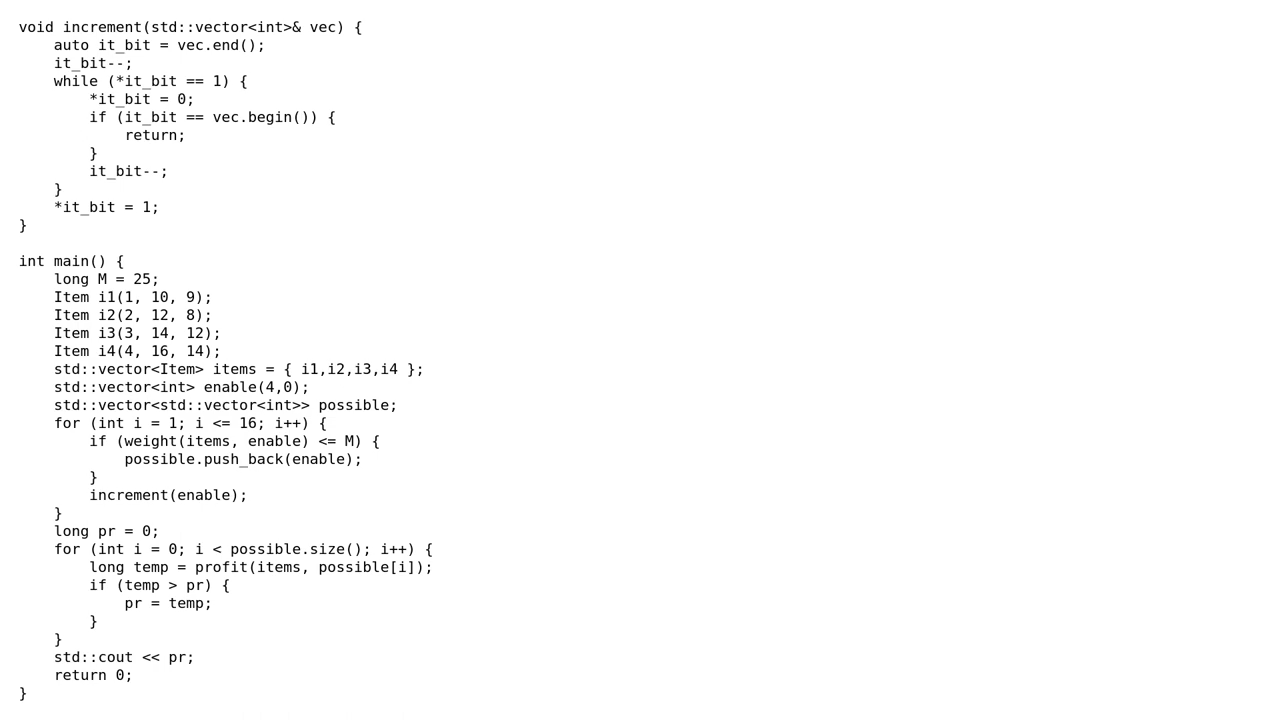 void increment(std::vector<int>& vec) {
    auto it_bit = vec.end();
    it_bit--;
    while (*it_bit == 1) {
        *it_bit = 0;
        if (it_bit == vec.begin()) {
            return;
        }
        it_bit--;
    }
    *it_bit = 1;
}

int main() {
    long M = 25;
    Item i1(1, 10, 9);
    Item i2(2, 12, 8);
    Item i3(3, 14, 12);
    Item i4(4, 16, 14);
    std::vector<Item> items = { i1,i2,i3,i4 };
    std::vector<int> enable(4,0);
    std::vector<std::vector<int>> possible;
    for (int i = 1; i <= 16; i++) {
        if (weight(items, enable) <= M) {
            possible.push_back(enable);
        }
        increment(enable);
    }
    long pr = 0;
    for (int i = 0; i < possible.size(); i++) {
        long temp = profit(items, possible[i]);
        if (temp > pr) {
            pr = temp;
        }
    }
    std::cout << pr;
    return 0;
}